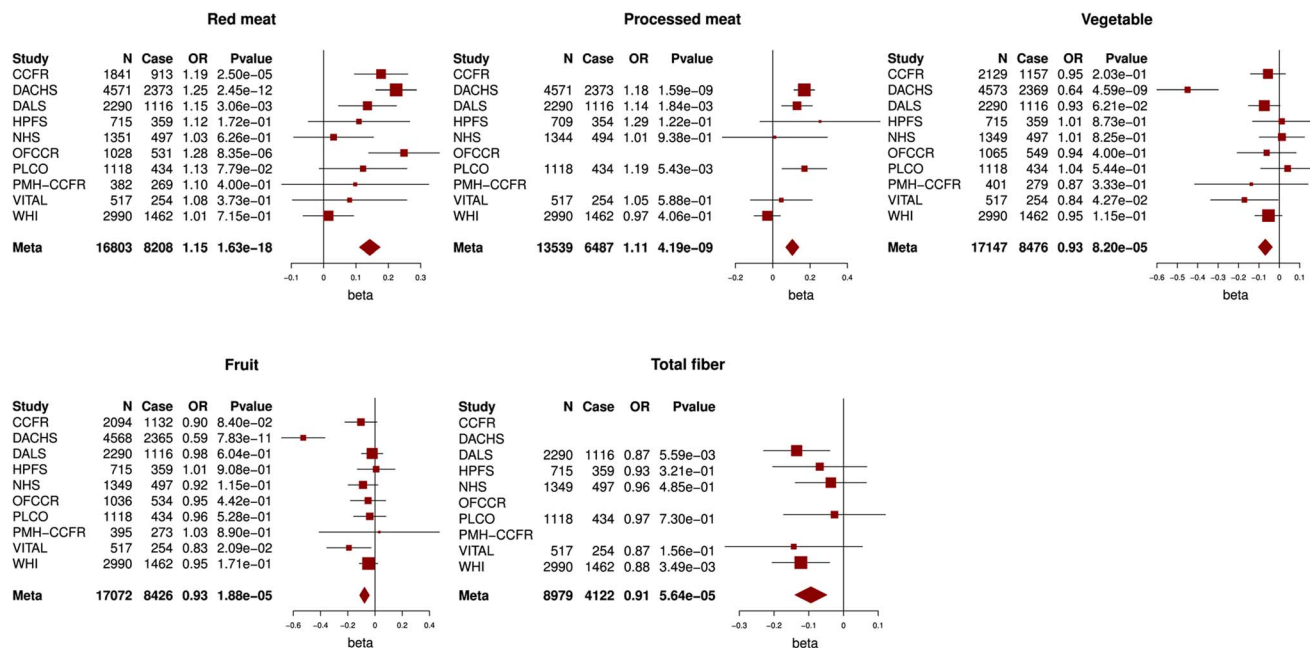 Red meat
Study N Case OR Pvalue
CCFR 1841 913 1.19 2.50e−05
DACHS 4571 2373 1.25 2.45e−12
DALS 2290 1116 1.15 3.06e−03
HPFS 715 359 1.12 1.72e−01
NHS 1351 497 1.03 6.26e−01
OFCCR 1028 531 1.28 8.35e−06
PLCO 1118 434 1.13 7.79e−02
PMH−CCFR 382 269 1.10 4.00e−01
VITAL 517 254 1.08 3.73e−01
WHI 2990 1462 1.01 7.15e−01
Meta 16803 8208 1.15 1.63e−18
−0.1 0 0.1 0.2 0.3
beta
Processed meat
Study N Case OR Pvalue
CCFR
DACHS 4571 2373 1.18 1.59e−09
DALS 2290 1116 1.14 1.84e−03
HPFS 709 354 1.29 1.22e−01
NHS 1344 494 1.01 9.38e−01
OFCCR
PLCO 1118 434 1.19 5.43e−03
PMH−CCFR
VITAL 517 254 1.05 5.88e−01
WHI 2990 1462 0.97 4.06e−01
Meta 13539 6487 1.11 4.19e−09
−0.2 0 0.2 0.4
beta
Vegetable
Study N Case OR Pvalue
CCFR 2129 1157 0.95 2.03e−01
DACHS 4573 2369 0.64 4.59e−09
DALS 2290 1116 0.93 6.21e−02
HPFS 715 359 1.01 8.73e−01
NHS 1349 497 1.01 8.25e−01
OFCCR 1065 549 0.94 4.00e−01
PLCO 1118 434 1.04 5.44e−01
PMH−CCFR 401 279 0.87 3.33e−01
VITAL 517 254 0.84 4.27e−02
WHI 2990 1462 0.95 1.15e−01
Meta 17147 8476 0.93 8.20e−05
−0.6 −0.5 −0.4 −0.3 −0.2 −0.1 0 0.1
beta
Fruit
Study N Case OR Pvalue
CCFR 2094 1132 0.90 8.40e−02
DACHS 4568 2365 0.59 7.83e−11
DALS 2290 1116 0.98 6.04e−01
HPFS 715 359 1.01 9.08e−01
NHS 1349 497 0.92 1.15e−01
OFCCR 1036 534 0.95 4.42e−01
PLCO 1118 434 0.96 5.28e−01
PMH−CCFR 395 273 1.03 8.90e−01
VITAL 517 254 0.83 2.09e−02
WHI 2990 1462 0.95 1.71e−01
Meta 17072 8426 0.93 1.88e−05
−0.6 −0.4 −0.2 0 0.2 0.4
beta
Total fiber
Study N Case OR Pvalue
CCFR
DACHS
DALS 2290 1116 0.87 5.59e−03
HPFS 715 359 0.93 3.21e−01
NHS 1349 497 0.96 4.85e−01
OFCCR
PLCO 1118 434 0.97 7.30e−01
PMH−CCFR
VITAL 517 254 0.87 1.56e−01
WHI 2990 1462 0.88 3.49e−03
Meta 8979 4122 0.91 5.64e−05
−0.3 −0.2 −0.1 0 0.1
beta